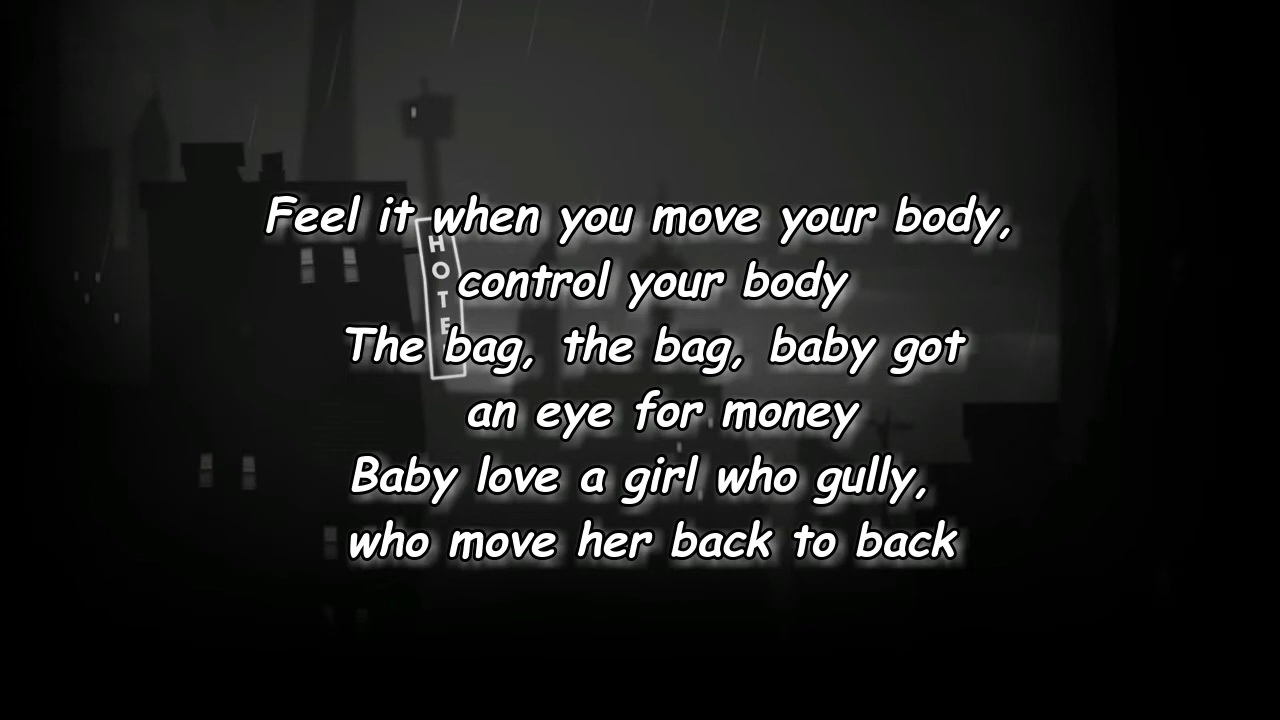 Feel it when you move your body,
control your body
The bag, the bag, baby got
an eye for money
Baby love a girl who gully,
who move her back to back
HOTE